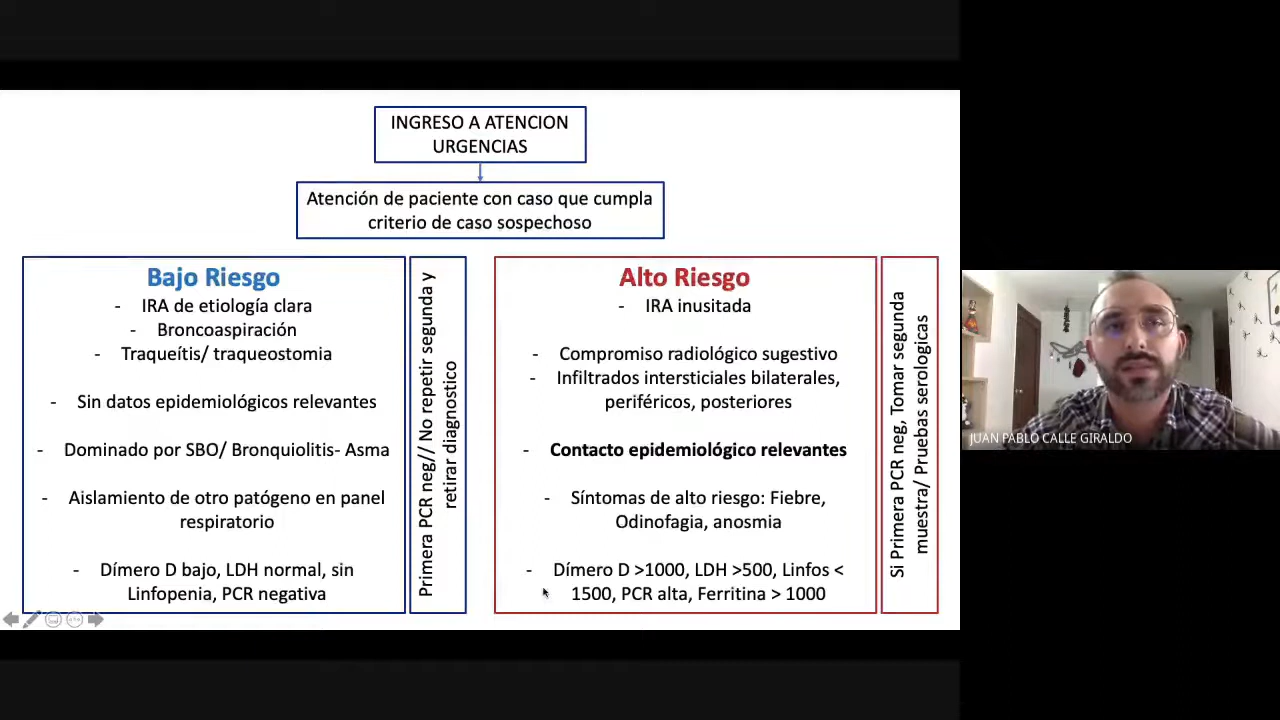 INGRESO A ATENCION
URGENCIAS
Atención de paciente con caso que cumpla
criterio de caso sospechoso
Bajo Riesgo
- IRA de etiología clara
- Broncoaspiración
- Traqueítis/ traqueostomia
- Sin datos epidemiológicos relevantes
- Dominado por SBO/ Bronquiolitis- Asma
- Aislamiento de otro patógeno en panel
respiratorio
- Dímero D bajo, LDH normal, sin
Linfopenia, PCR negativa
Primera PCR neg// No repetir segunda y
retirar diagnostico
Alto Riesgo
- IRA inusitada
- Compromiso radiológico sugestivo
- Infiltrados intersticiales bilaterales,
periféricos, posteriores
- Contacto epidemiológico relevantes
- Síntomas de alto riesgo: Fiebre,
Odinofagia, anosmia
- Dímero D >1000, LDH >500, Linfos <
1500, PCR alta, Ferritina > 1000
Si Primera PCR neg, Tomar segunda
muestra/ Pruebas serologicas
JUAN PABLO CALLE GIRALDO